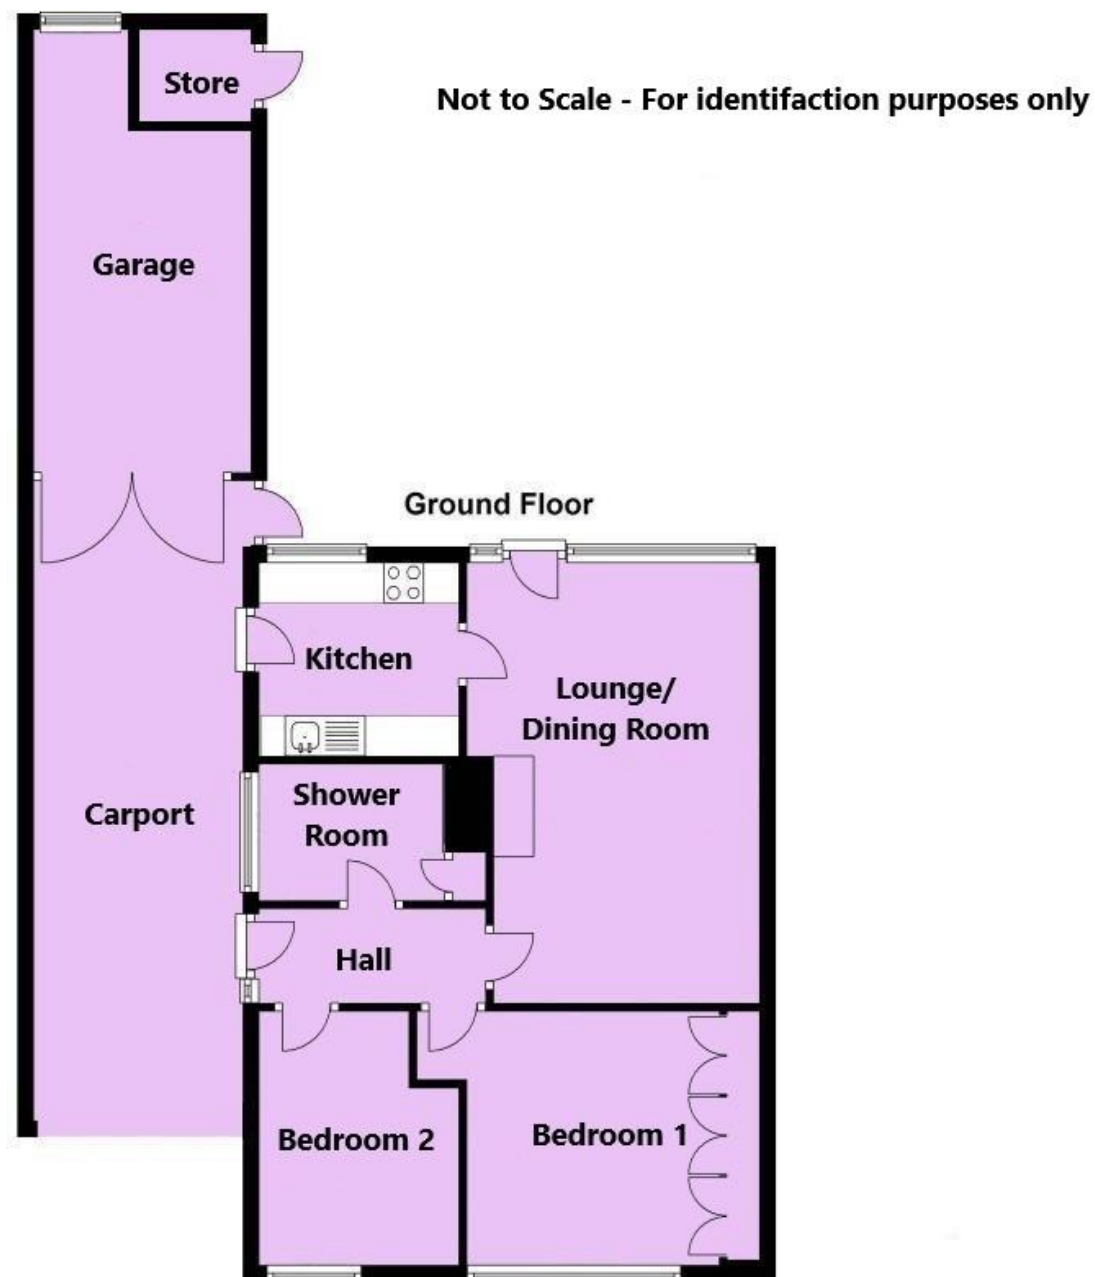 Store
Not to Scale - For identifaction purposes only
Garage
Ground Floor
Kitchen
Lounge/
Dining Room
Shower
Room
Carport
Hall
Bedroom 2
Bedroom 1